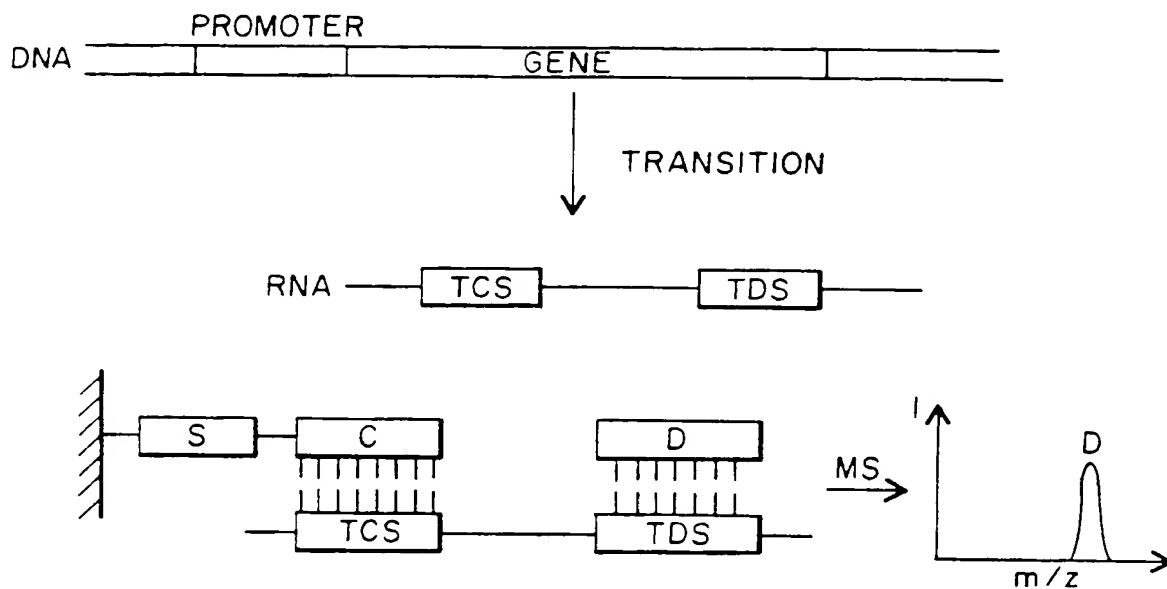 PROMOTER
DNA
GENE
TRANSITION
RNA
TCS
TDS
S
C
D
TCS
TDS
MS
I
D
m/z